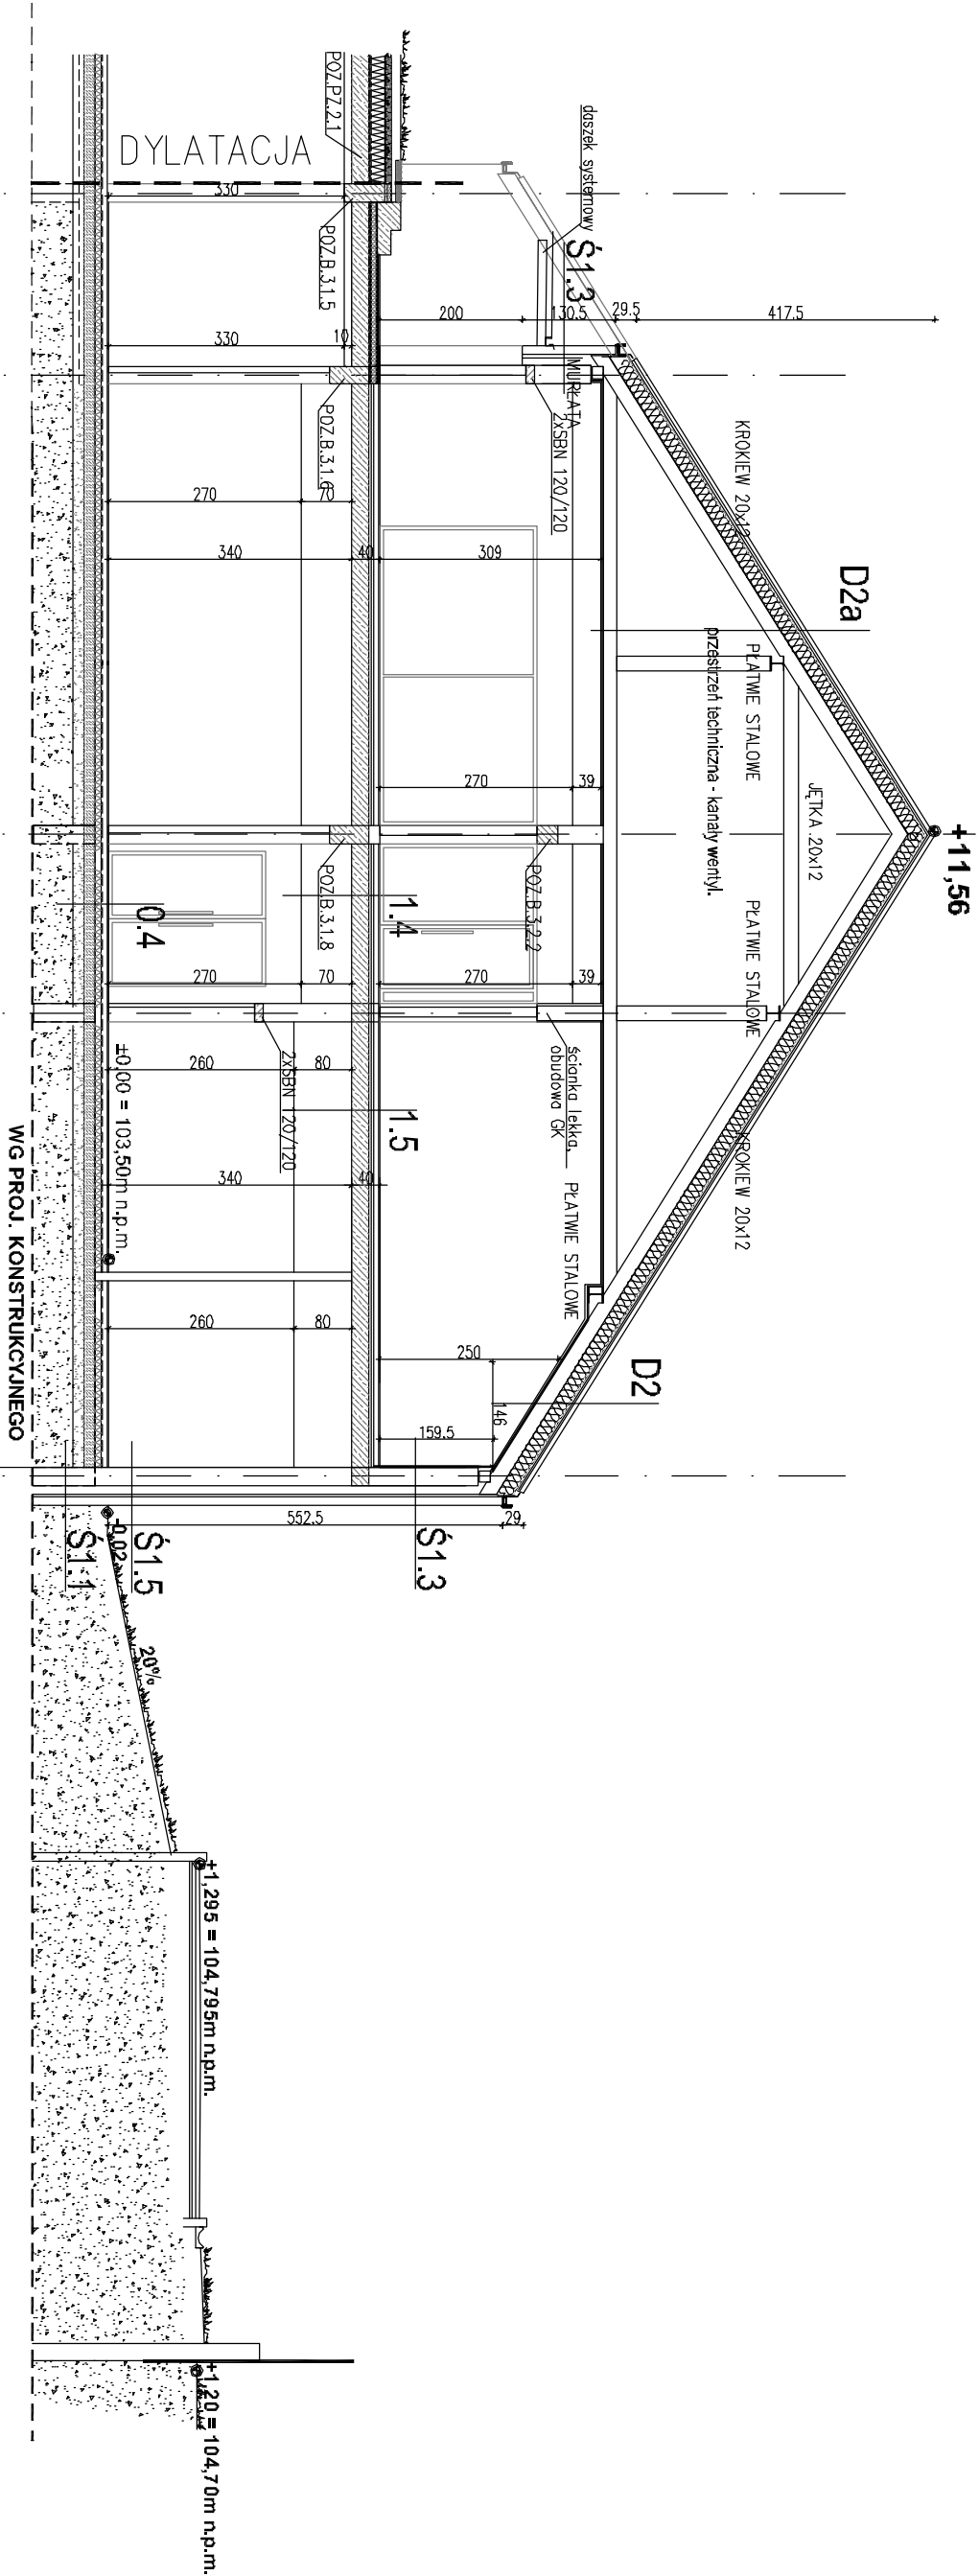 +11,56
D2a
D2
KROKIEW 20x12
KROKIEW 20x12
JĘTKA 20x12
PŁATWIE STALOWE
PŁATWIE STALOWE
PŁATWIE STALOWE
przestrzeń techniczna - kanały wentyl.
417.5
29.5
130.5
200
daszek systemowy
Ś1.3
MURŁATA
2xSBN 120/120
309
39
270
39
270
POZ.B.3.2.2
ścianka lekka,
obudowa GK
250
146
159.5
552.5
29
Ś1.3
1.4
1.5
40
40
POZ.PZ.2.1
DYLATACJA
330
POZ.B.3.1.5
330
10
POZ.B.3.1.6
270
70
340
POZ.B.3.1.8
0.4
270
70
2xSBN 120/120
260
80
340
260
80
±0,00 = 103,50m n.p.m.
-0,02
Ś1.5
Ś1.1
20%
+1,295 = 104,795m n.p.m.
+1,20 = 104,70m n.p.m.
WG PROJ. KONSTRUKCYJNEGO